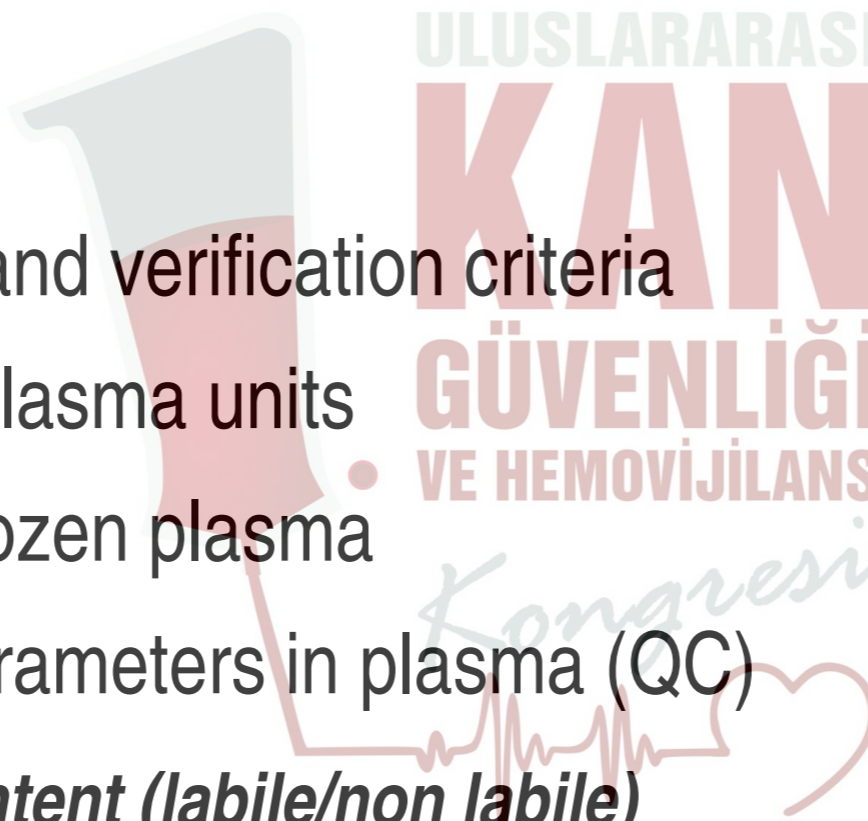 ULUSLARARASI
KAN
and verification criteria
GÜVENLİĞİ
plasma units
VE HEMOVİJİLANS
ozen plasma
Kongresi
rameters in plasma (QC)
ntent (labile/non labile)